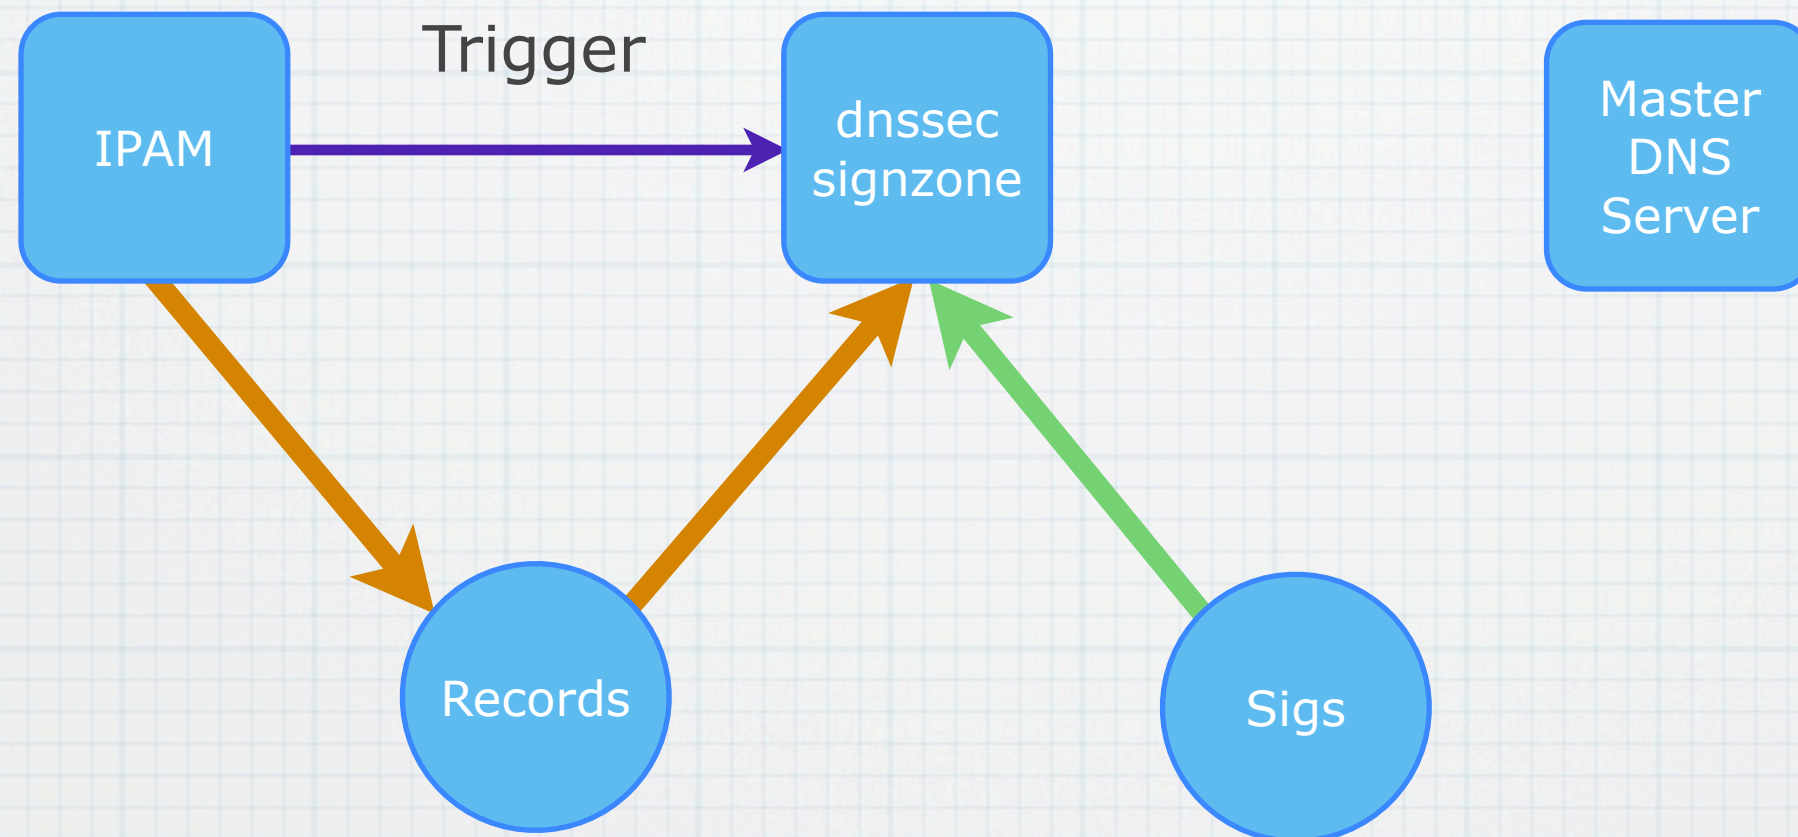 Trigger
IPAM
dnssec
signzone
Master
DNS
Server
Records
Sigs